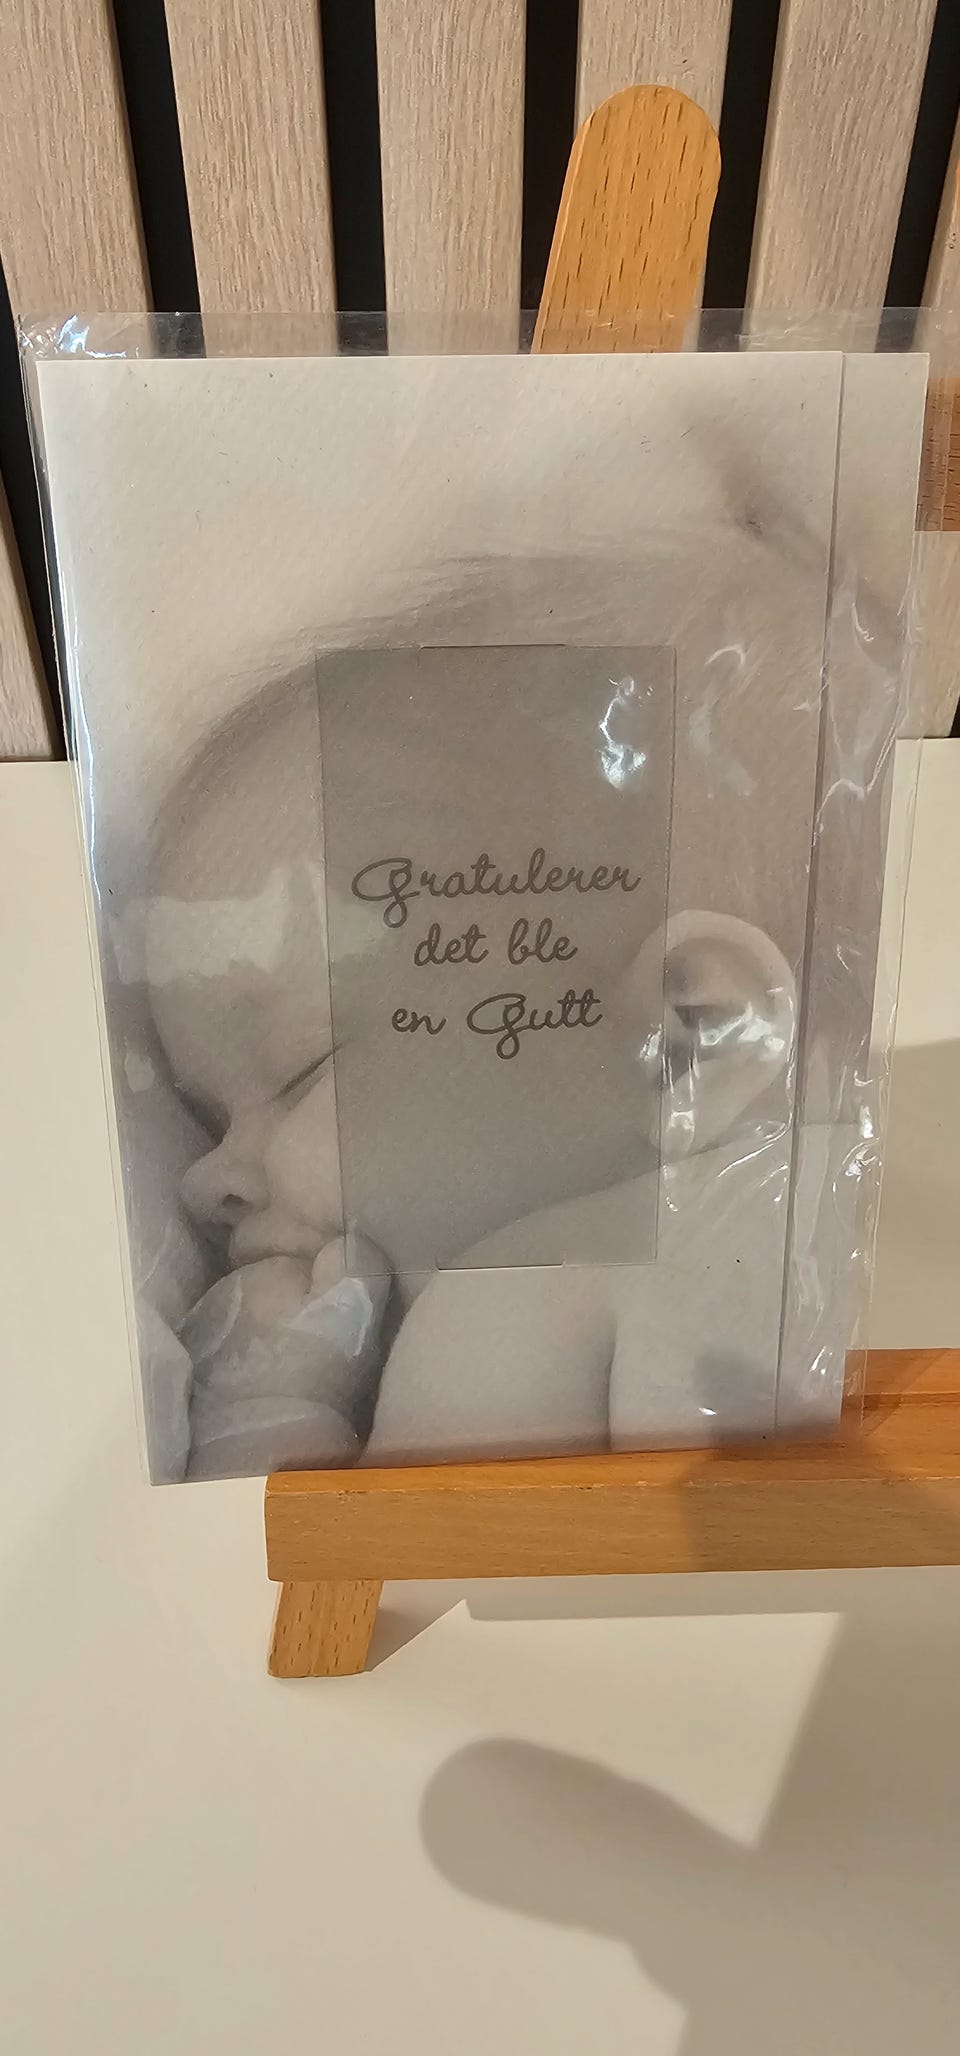 Gratulerer
det ble
en Gutt